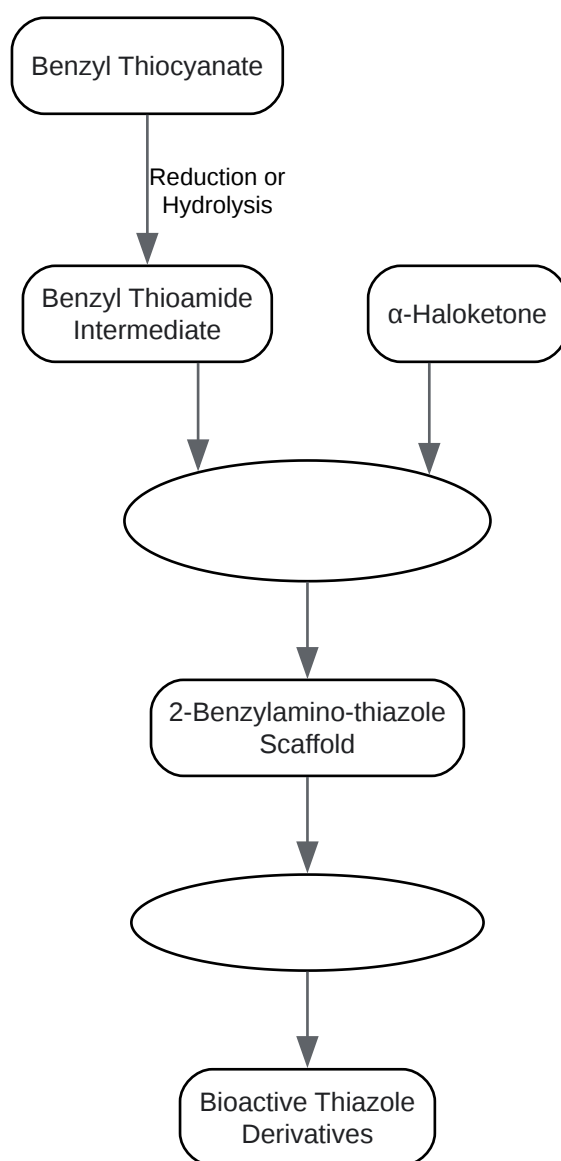 Benzyl Thiocyanate
Reduction or
Hydrolysis
Benzyl Thioamide
Intermediate
α-Haloketone
2-Benzylamino-thiazole
Scaffold
Bioactive Thiazole
Derivatives